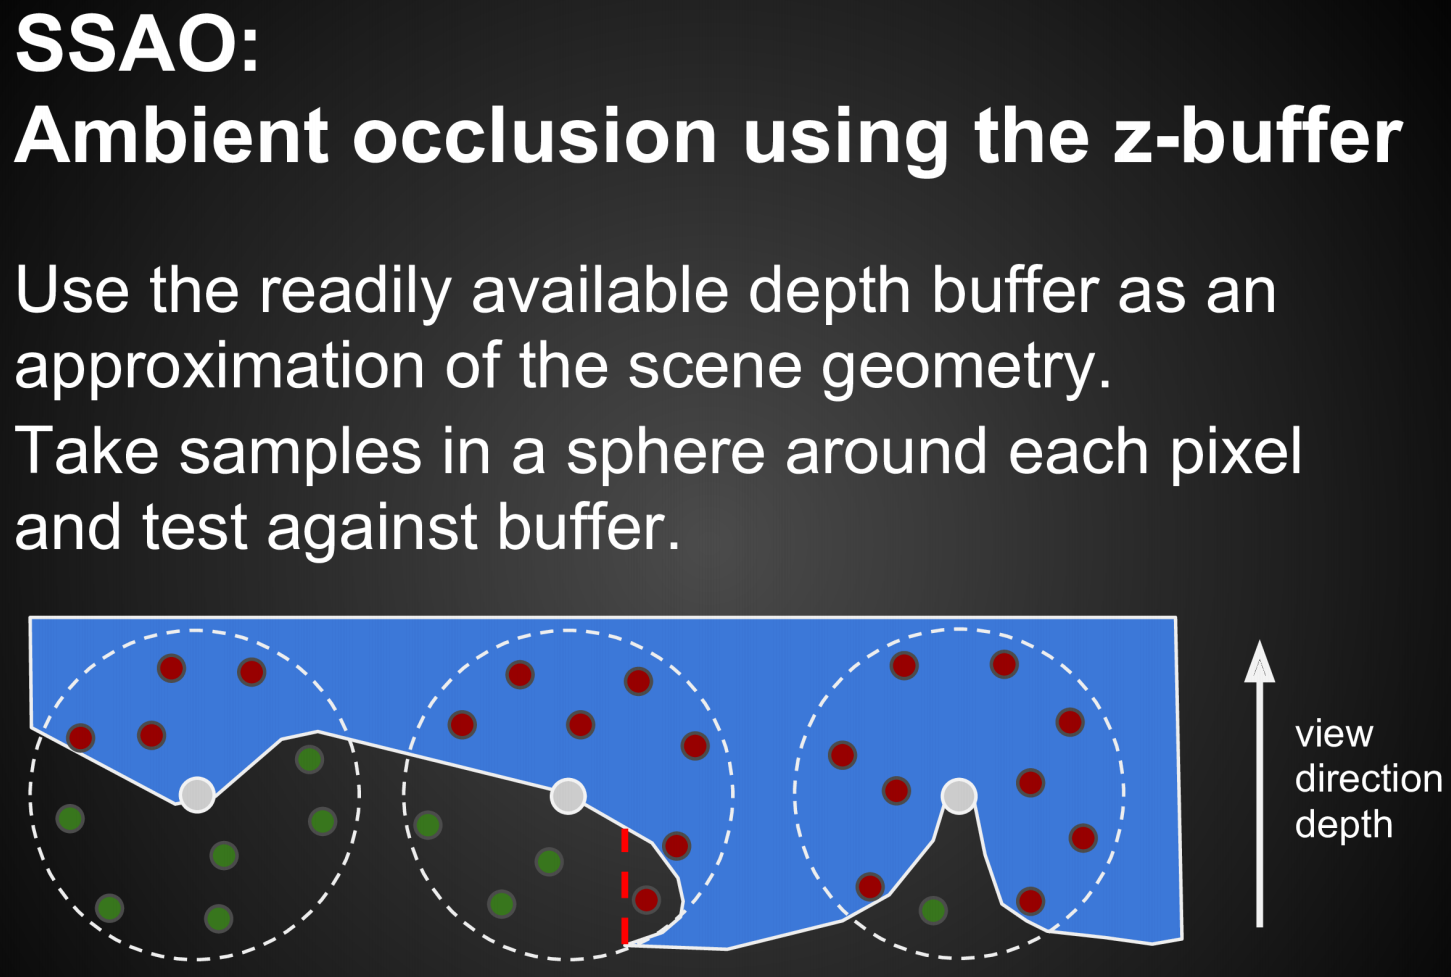 SSAO:
Ambient occlusion using the z-buffer
Use the readily available depth buffer as an
approximation of the scene geometry.
Take samples in a sphere around each pixel
and test against buffer.
view
direction
depth